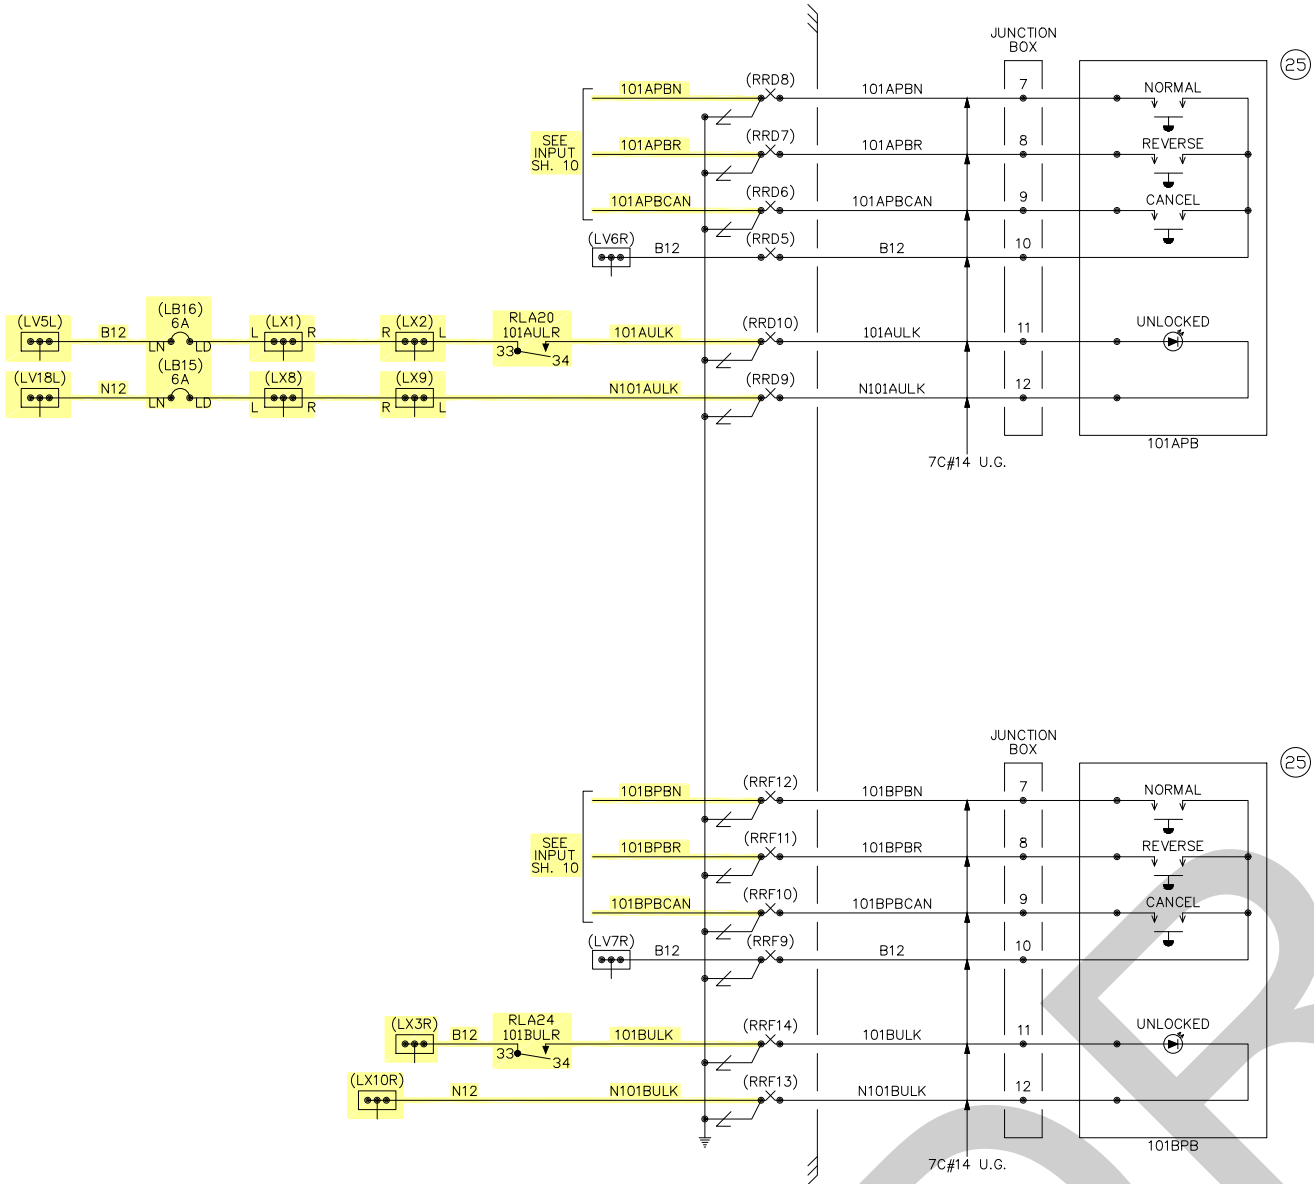 JUNCTION
BOX
25
101APBN
(RRD8)
101APBN
7
NORMAL
SEE
INPUT
SH. 10
101APBR
(RRD7)
101APBR
8
REVERSE
101APBCAN
(RRD6)
101APBCAN
9
CANCEL
(LV6R)
B12
(RRD5)
B12
10
(LV5L)
B12
(LB16)
6A
LN
LD
(LX1)
L
R
(LX2)
R
L
RLA20
101AULR
33
34
101AULK
(RRD10)
101AULK
11
UNLOCKED
(LV18L)
N12
(LB15)
6A
LN
LD
(LX8)
L
R
(LX9)
R
L
N101AULK
(RRD9)
N101AULK
12
101APB
7C#14 U.G.
JUNCTION
BOX
25
101BPBN
(RRF12)
101BPBN
7
NORMAL
SEE
INPUT
SH. 10
101BPBR
(RRF11)
101BPBR
8
REVERSE
101BPBCAN
(RRF10)
101BPBCAN
9
CANCEL
(LV7R)
B12
(RRF9)
B12
10
(LX3R)
B12
RLA24
101BULR
33
34
101BULK
(RRF14)
101BULK
11
UNLOCKED
(LX10R)
N12
N101BULK
(RRF13)
N101BULK
12
101BPB
7C#14 U.G.